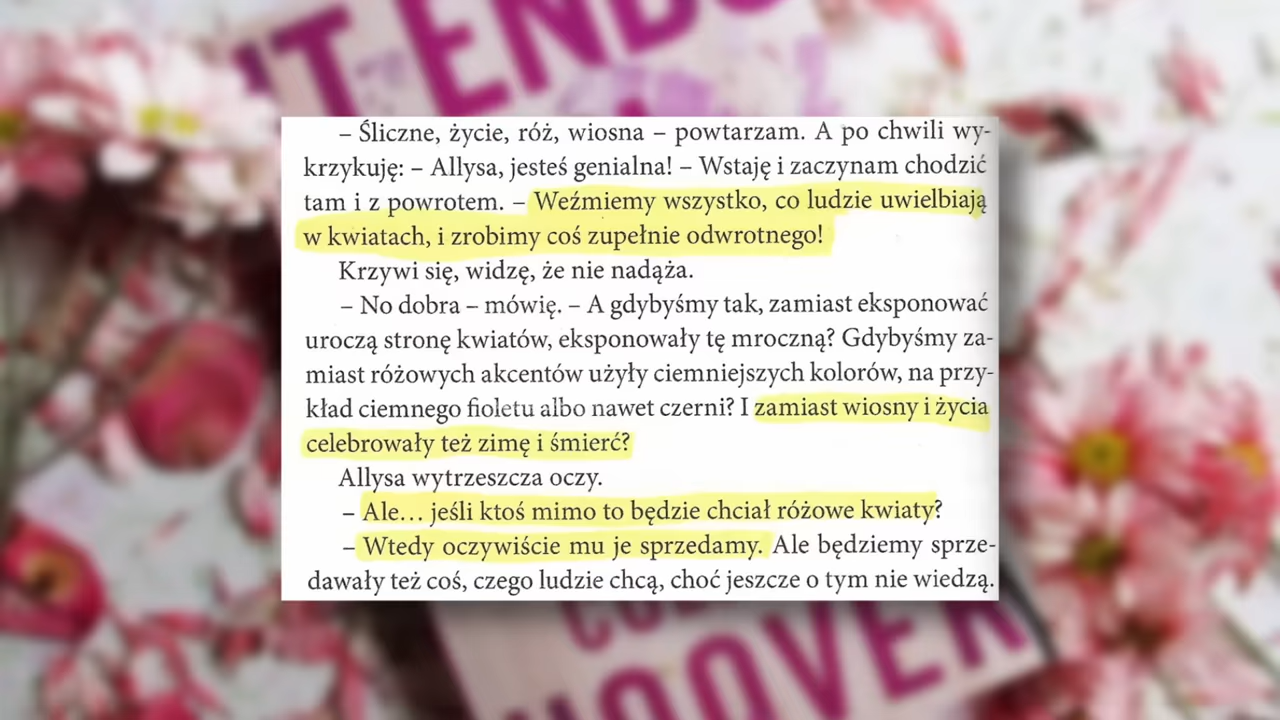 IT ENDS
– Śliczne, życie, róż, wiosna – powtarzam. A po chwili wy-
krzykuję: – Allysa, jesteś genialna! – Wstaję i zaczynam chodzić
tam i z powrotem. – Weźmiemy wszystko, co ludzie uwielbiają
w kwiatach, i zrobimy coś zupełnie odwrotnego!
Krzywi się, widzę, że nie nadąża.
– No dobra – mówię. – A gdybyśmy tak, zamiast eksponować
uroczą stronę kwiatów, eksponowały tę mroczną? Gdybyśmy za-
miast różowych akcentów użyły ciemniejszych kolorów, na przy-
kład ciemnego fioletu albo nawet czerni? I zamiast wiosny i życia
celebrowały też zimę i śmierć?
Allysa wytrzeszcza oczy.
– Ale… jeśli ktoś mimo to będzie chciał różowe kwiaty?
– Wtedy oczywiście mu je sprzedamy. Ale będziemy sprze-
dawały też coś, czego ludzie chcą, choć jeszcze o tym nie wiedzą.
HOOVER